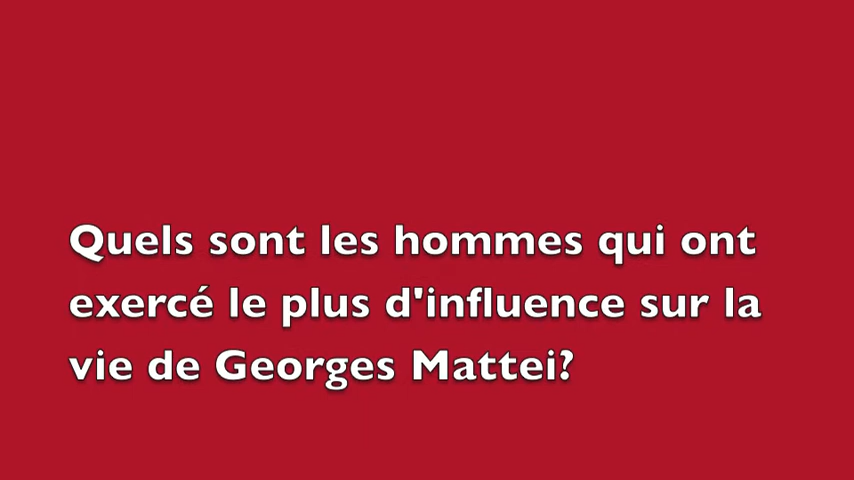 Quels sont les hommes qui ont
exercé le plus d'influence sur la
vie de Georges Mattei?